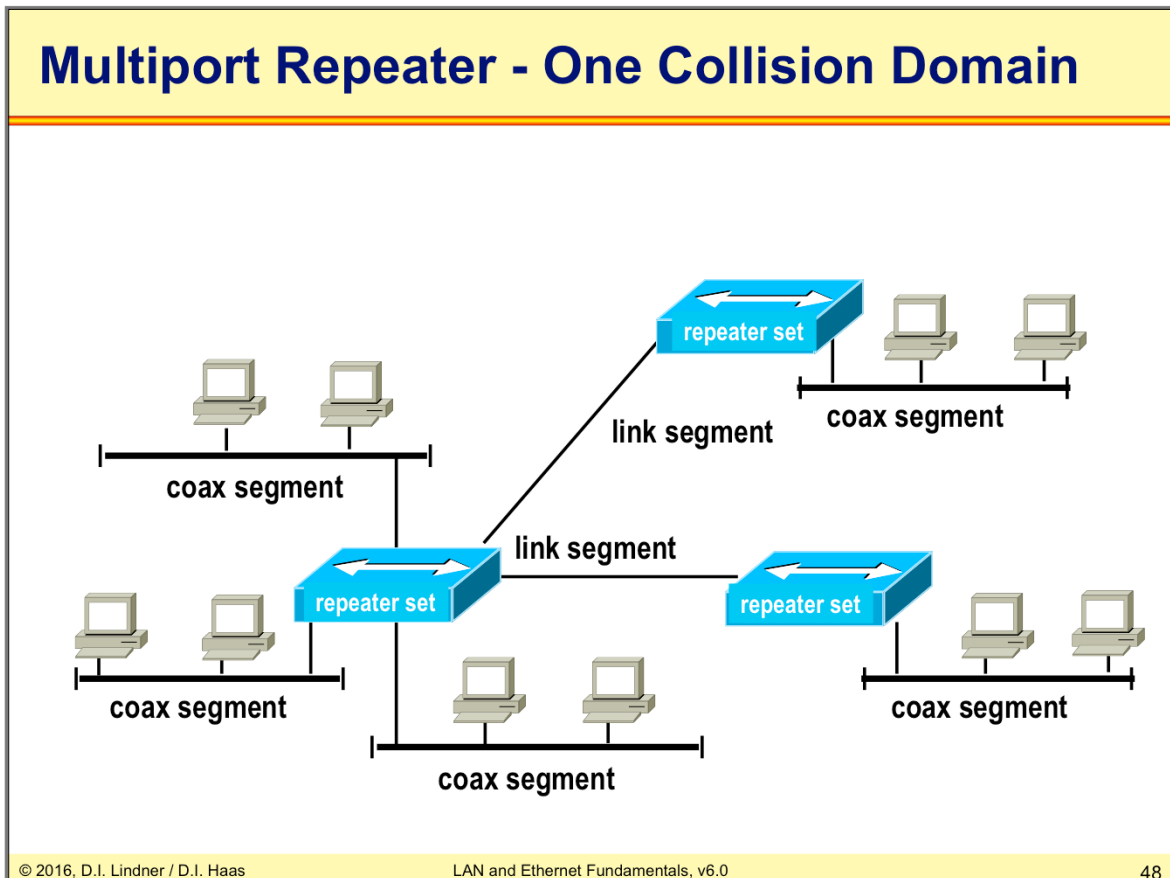 Multiport Repeater - One Collision Domain
repeater set
coax segment
link segment
coax segment
link segment
repeater set
repeater set
coax segment
coax segment
coax segment
© 2016, D.I. Lindner / D.I. Haas
LAN and Ethernet Fundamentals, v6.0
48